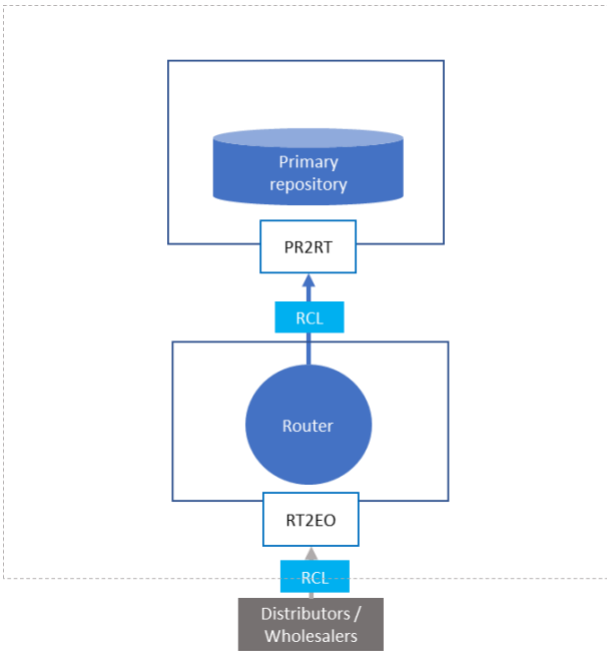 Primary
repository
PR2RT
RCL
Router
RT2EO
RCL
Distributors /
Wholesalers